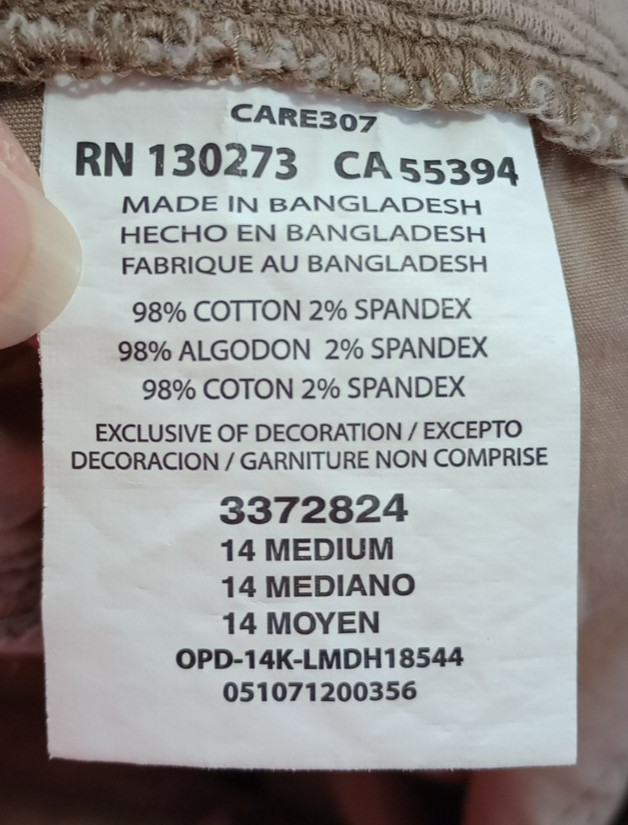 CARE307
RN 130273 CA 55394
MADE IN BANGLADESH
HECHO EN BANGLADESH
FABRIQUE AU BANGLADESH
98% COTTON 2% SPANDEX
98% ALGODON 2% SPANDEX
98% COTON 2% SPANDEX
EXCLUSIVE OF DECORATION / EXCEPTO
DECORACION / GARNITURE NON COMPRISE
3372824
14 MEDIUM
14 MEDIANO
14 MOYEN
OPD-14K-LMDH18544
051071200356